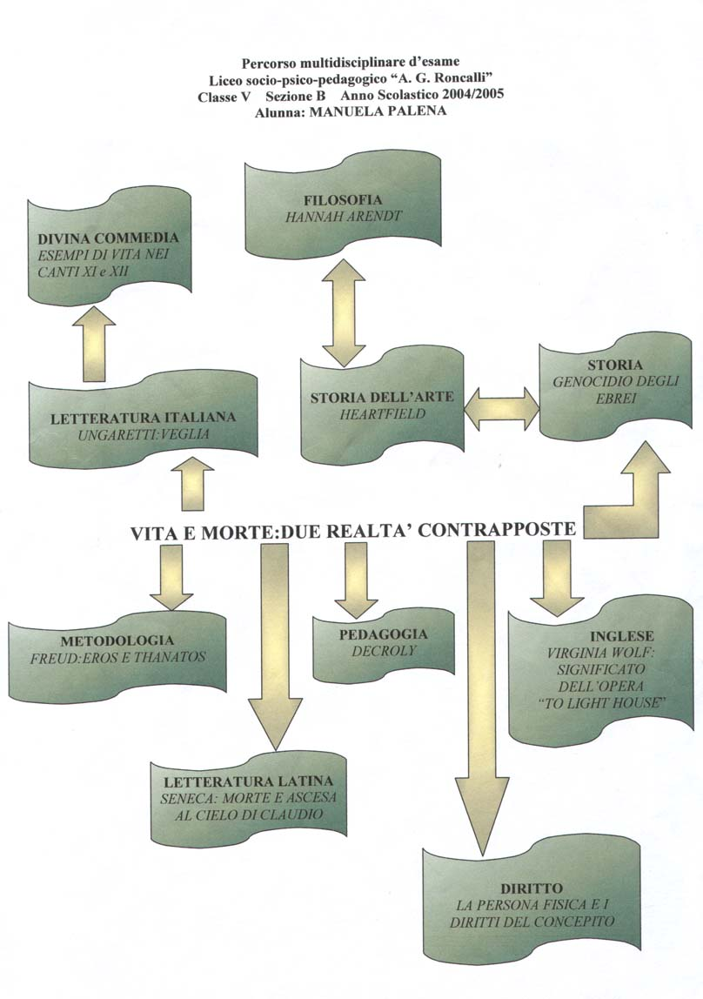 Percorso multidisciplinare d'esame
Liceo socio-psico-pedagogico “A. G. Roncalli”
Classe V Sezione B Anno Scolastico 2004/2005
Alunna: MANUELA PALENA
FILOSOFIA
HANNAH ARENDT
DIVINA COMMEDIA
ESEMPI DI VITA NEI
CANTI XI e XII
STORIA
GENOCIDIO DEGLI
EBREI
STORIA DELL'ARTE
HEARTFIELD
LETTERATURA ITALIANA
UNGARETTI:VEGLIA
VITA E MORTE:DUE REALTA' CONTRAPPOSTE
METODOLOGIA
FREUD:EROS E THANATOS
PEDAGOGIA
DECROLY
INGLESE
VIRGINIA WOLF:
SIGNIFICATO
DELL'OPERA
“TO LIGHT HOUSE”
LETTERATURA LATINA
SENECA: MORTE E ASCESA
AL CIELO DI CLAUDIO
DIRITTO
LA PERSONA FISICA E I
DIRITTI DEL CONCEPITO